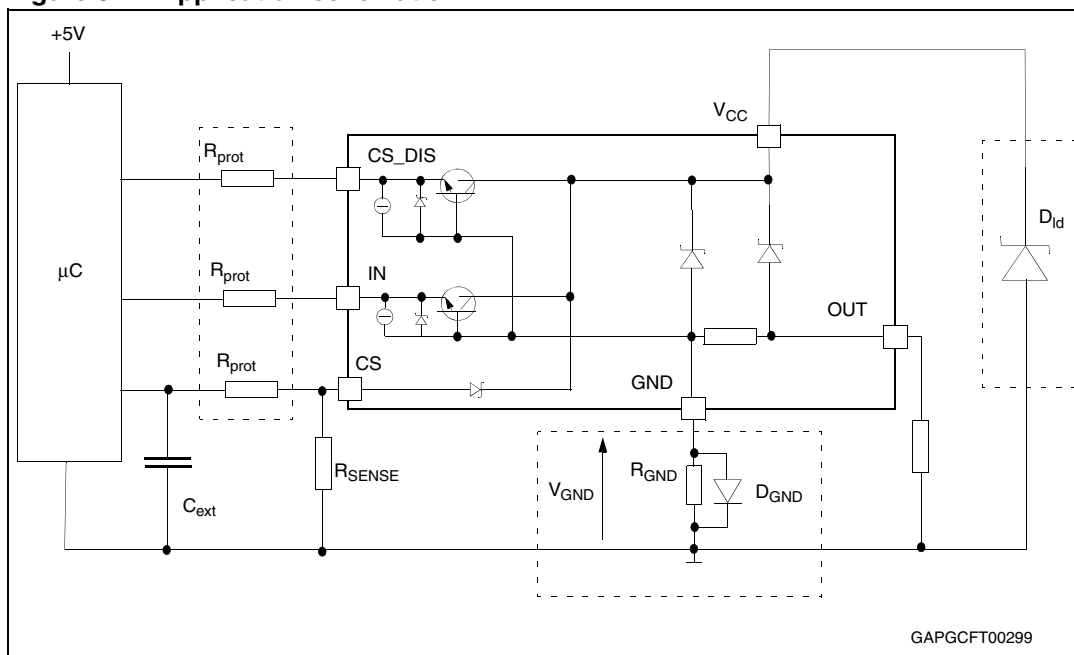 +5V
V_CC
R_prot
CS_DIS
D_ld
μC
R_prot
IN
OUT
R_prot
CS
GND
R_SENSE
V_GND
R_GND
D_GND
C_ext
GAPGCFT00299